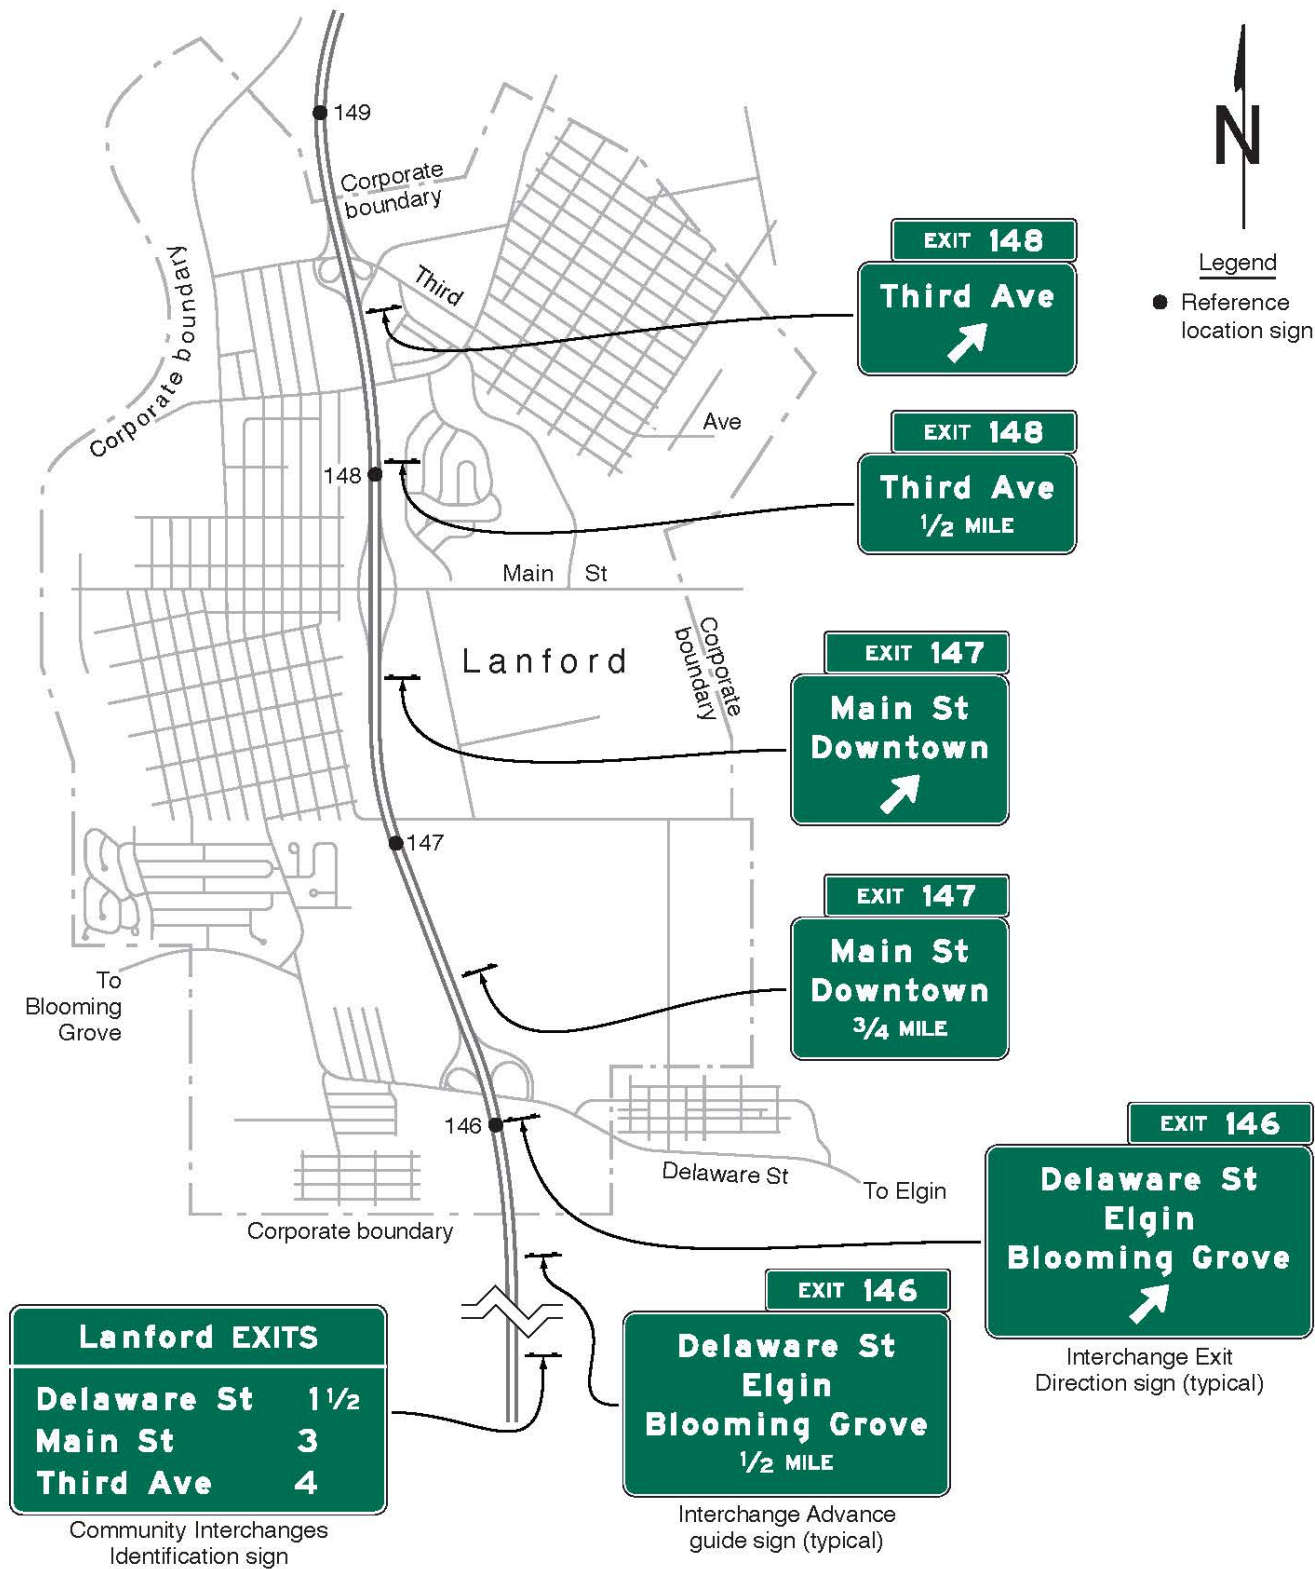 149
Corporate
boundary
N
Legend
Reference
location sign
Corporate boundary
Third
Ave
EXIT 148
Third Ave
EXIT 148
Third Ave
1/2 MILE
148
Main St
Lanford
Corporate
boundary
EXIT 147
Main St
Downtown
147
EXIT 147
Main St
Downtown
3/4 MILE
To
Blooming
Grove
146
Delaware St
To Elgin
Corporate boundary
EXIT 146
Delaware St
Elgin
Blooming Grove
Interchange Exit
Direction sign (typical)
EXIT 146
Delaware St
Elgin
Blooming Grove
1/2 MILE
Interchange Advance
guide sign (typical)
Lanford EXITS
Delaware St 1 1/2
Main St 3
Third Ave 4
Community Interchanges
Identification sign